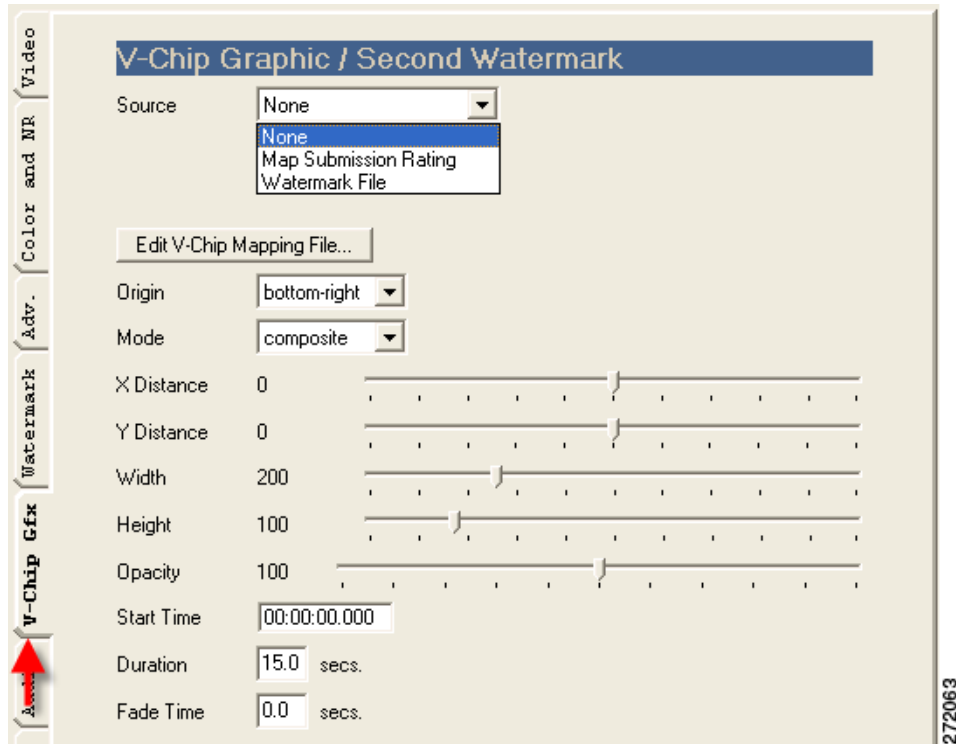 Video
Color and NR
Adv.
Watermark
V-Chip Gfx
V-Chip Graphic / Second Watermark
Source None
None
Map Submission Rating
Watermark File
Edit V-Chip Mapping File...
Origin bottom-right
Mode composite
X Distance 0
Y Distance 0
Width 200
Height 100
Opacity 100
Start Time 00:00:00.000
Duration 15.0 secs.
Fade Time 0.0 secs.
272063